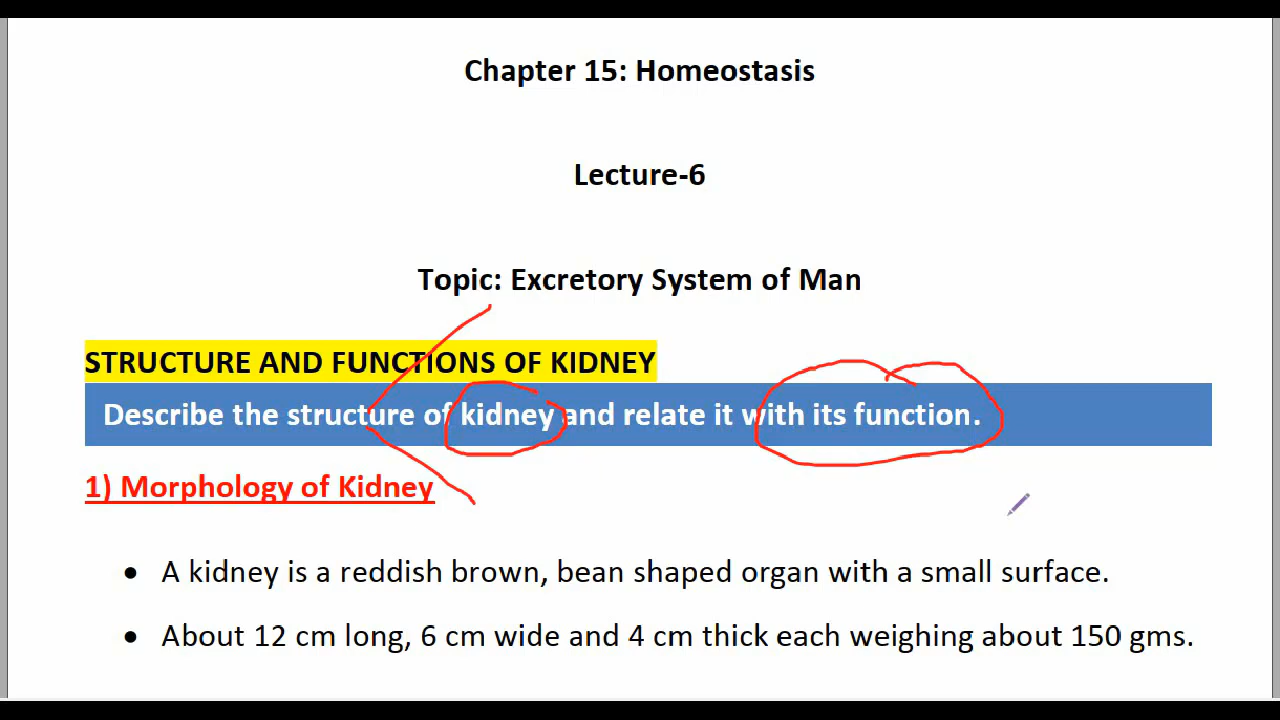 Chapter 15: Homeostasis
Lecture-6
Topic: Excretory System of Man
STRUCTURE AND FUNCTIONS OF KIDNEY
Describe the structure of kidney and relate it with its function.
1) Morphology of Kidney
• A kidney is a reddish brown, bean shaped organ with a small surface.
• About 12 cm long, 6 cm wide and 4 cm thick each weighing about 150 gms.